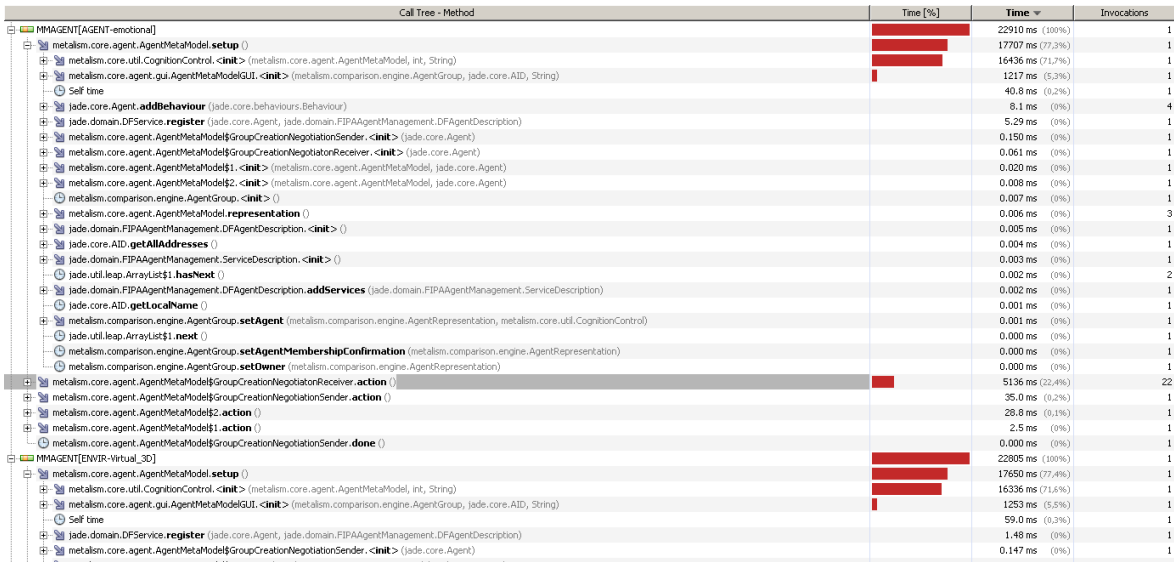 Call Tree - Method Time [%] Time Invocations
MMAGENT[AGENT-emotional] 22910 ms (100%) 1
metalism.core.agent.AgentMetaModel.setup () 17707 ms (77,3%) 1
metalism.core.util.CognitionControl.<init> (metalism.core.agent.AgentMetaModel, int, String) 16436 ms (71,7%) 1
metalism.core.agent.gui.AgentMetaModelGUI.<init> (metalism.comparison.engine.AgentGroup, jade.core.AID, String) 1217 ms (5,3%) 1
Self time 40.8 ms (0,2%) 1
jade.core.Agent.addBehaviour (jade.core.behaviours.Behaviour) 8.1 ms (0%) 4
jade.domain.DFService.register (jade.core.Agent, jade.domain.FIPAAgentManagement.DFAgentDescription) 5.29 ms (0%) 1
metalism.core.agent.AgentMetaModel$GroupCreationNegotiationSender.<init> (jade.core.Agent) 0.150 ms (0%) 1
metalism.core.agent.AgentMetaModel$GroupCreationNegotiatonReceiver.<init> (jade.core.Agent) 0.061 ms (0%) 1
metalism.core.agent.AgentMetaModel$1.<init> (metalism.core.agent.AgentMetaModel, jade.core.Agent) 0.020 ms (0%) 1
metalism.core.agent.AgentMetaModel$2.<init> (metalism.core.agent.AgentMetaModel, jade.core.Agent) 0.008 ms (0%) 1
metalism.comparison.engine.AgentGroup.<init> () 0.007 ms (0%) 1
metalism.core.agent.AgentMetaModel.representation () 0.006 ms (0%) 3
jade.domain.FIPAAgentManagement.DFAgentDescription.<init> () 0.005 ms (0%) 1
jade.core.AID.getAllAddresses () 0.004 ms (0%) 1
jade.domain.FIPAAgentManagement.ServiceDescription.<init> () 0.003 ms (0%) 1
jade.util.leap.ArrayList$1.hasNext () 0.002 ms (0%) 2
jade.domain.FIPAAgentManagement.DFAgentDescription.addServices (jade.domain.FIPAAgentManagement.ServiceDescription) 0.002 ms (0%) 1
jade.core.AID.getLocalName () 0.001 ms (0%) 1
metalism.comparison.engine.AgentGroup.setAgent (metalism.comparison.engine.AgentRepresentation, metalism.core.util.CognitionControl) 0.001 ms (0%) 1
jade.util.leap.ArrayList$1.next () 0.000 ms (0%) 1
metalism.comparison.engine.AgentGroup.setAgentMembershipConfirmation (metalism.comparison.engine.AgentRepresentation) 0.000 ms (0%) 1
metalism.comparison.engine.AgentGroup.setOwner (metalism.comparison.engine.AgentRepresentation) 0.000 ms (0%) 1
metalism.core.agent.AgentMetaModel$GroupCreationNegotiatonReceiver.action () 5136 ms (22,4%) 22
metalism.core.agent.AgentMetaModel$GroupCreationNegotiationSender.action () 35.0 ms (0,2%) 1
metalism.core.agent.AgentMetaModel$2.action () 28.8 ms (0,1%) 1
metalism.core.agent.AgentMetaModel$1.action () 2.5 ms (0%) 1
metalism.core.agent.AgentMetaModel$GroupCreationNegotiationSender.done () 0.000 ms (0%) 1
MMAGENT[ENVIR-Virtual_3D] 22805 ms (100%) 1
metalism.core.agent.AgentMetaModel.setup () 17650 ms (77,4%) 1
metalism.core.util.CognitionControl.<init> (metalism.core.agent.AgentMetaModel, int, String) 16336 ms (71,6%) 1
metalism.core.agent.gui.AgentMetaModelGUI.<init> (metalism.comparison.engine.AgentGroup, jade.core.AID, String) 1253 ms (5,5%) 1
Self time 59.0 ms (0,3%) 1
jade.domain.DFService.register (jade.core.Agent, jade.domain.FIPAAgentManagement.DFAgentDescription) 1.48 ms (0%) 1
metalism.core.agent.AgentMetaModel$GroupCreationNegotiationSender.<init> (jade.core.Agent) 0.147 ms (0%) 1